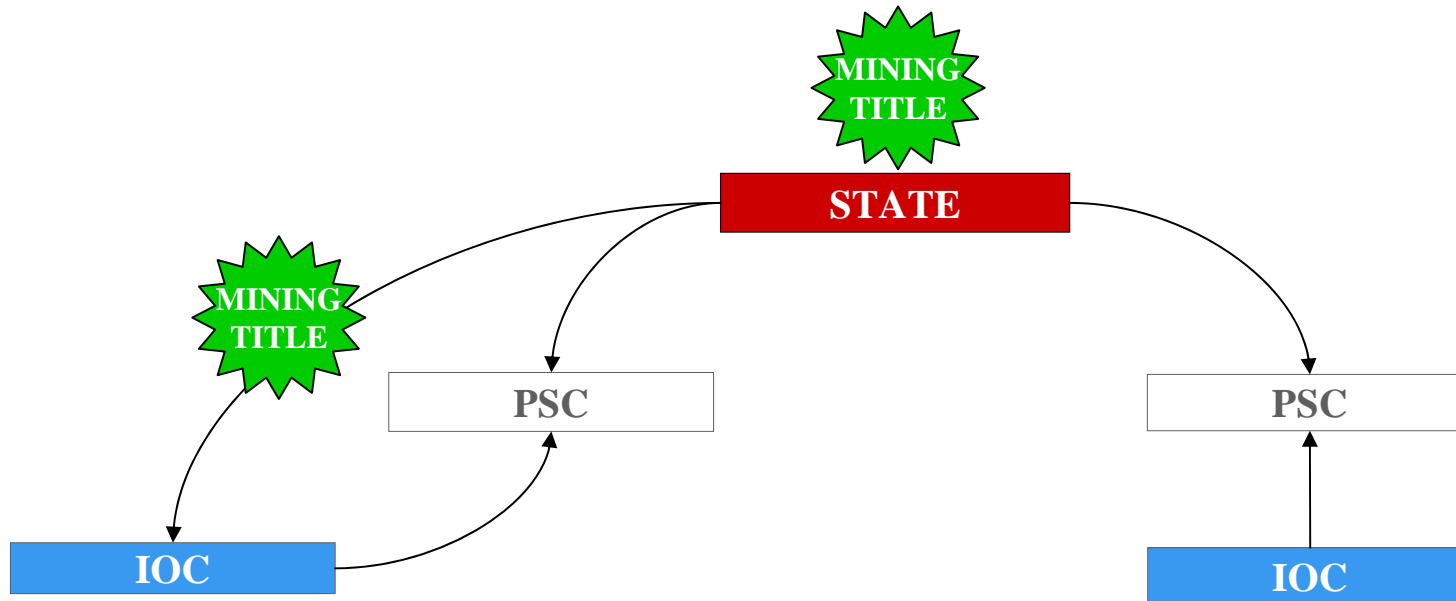 MINING
TITLE
STATE
MINING
TITLE
PSC
PSC
IOC
IOC